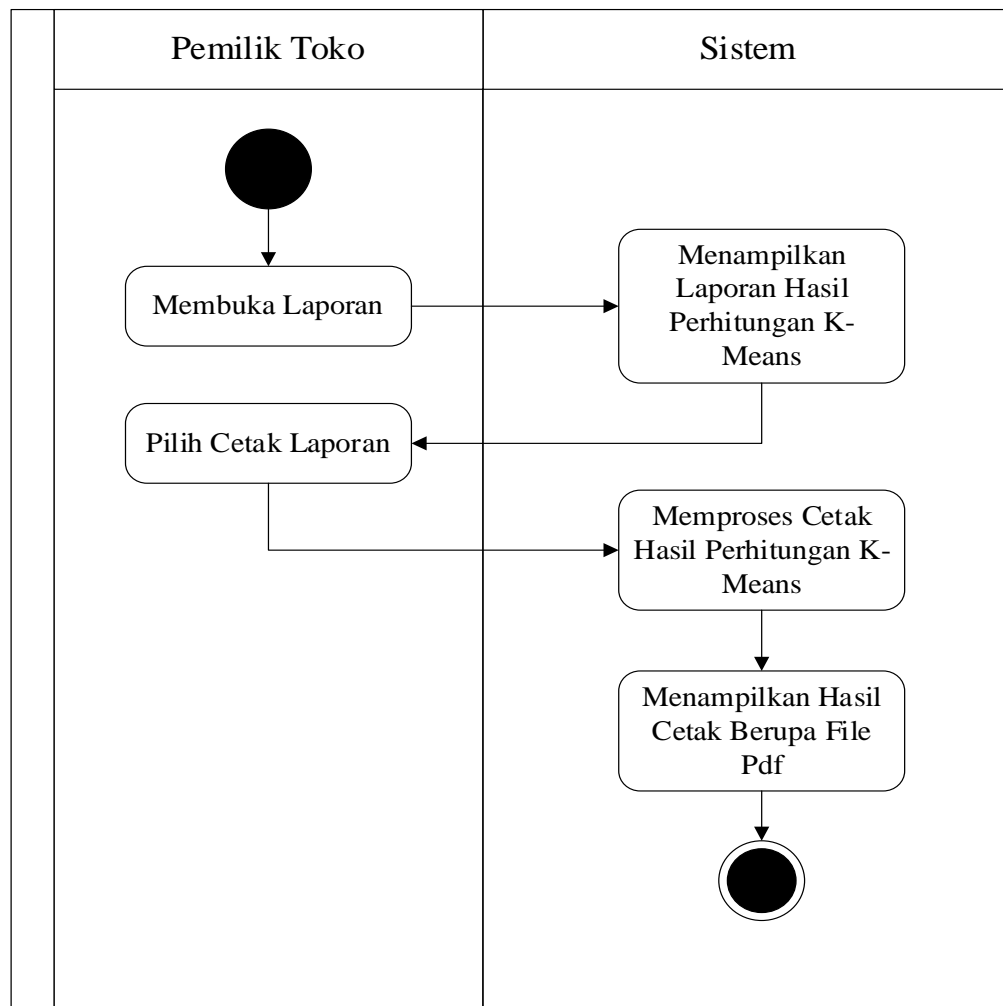 Pemilik Toko
Sistem
Membuka Laporan
Menampilkan
Laporan Hasil
Perhitungan K-
Means
Pilih Cetak Laporan
Memproses Cetak
Hasil Perhitungan K-
Means
Menampilkan Hasil
Cetak Berupa File
Pdf